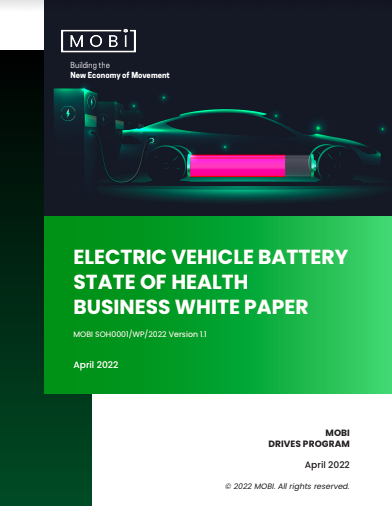 MOBI
Building the
New Economy of Movement
ELECTRIC VEHICLE BATTERY
STATE OF HEALTH
BUSINESS WHITE PAPER
MOBI SOH0001/WP/2022 Version 1.1
April 2022
MOBI
DRIVES PROGRAM
April 2022
© 2022 MOBI. All rights reserved.